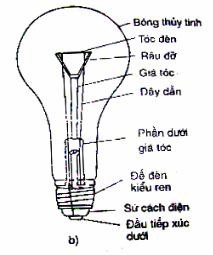 Bóng thủy tinh
Tóc đèn
Râu đỡ
Giá tóc
Dây dẫn
Phần dưới
giá tóc
Đế đèn
kiểu ren
Sứ cách điện
Đầu tiếp xúc
dưới
b)